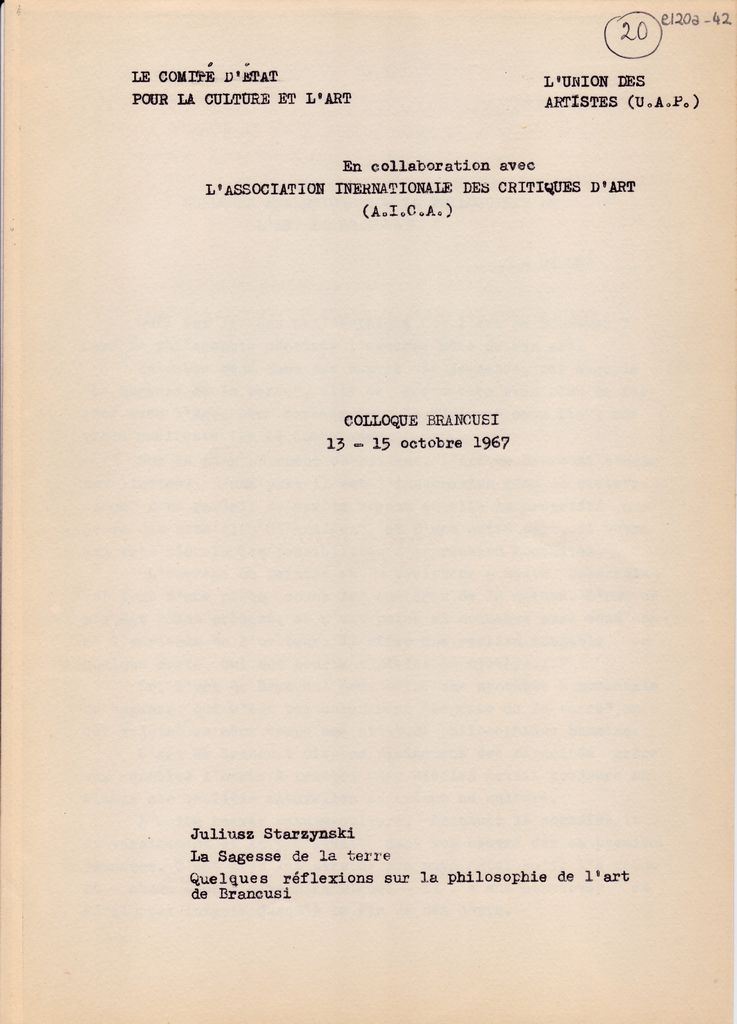 20
e120a-42
LE COMITÉ D'ÉTAT
POUR LA CULTURE ET L'ART
L'UNION DES
ARTISTES (U.A.P.)
En collaboration avec
L'ASSOCIATION INERNATIONALE DES CRITIQUES D'ART
(A.I.C.A.)
COLLOQUE BRANCUSI
13 - 15 octobre 1967
Juliusz Starzynski
La Sagesse de la terre
Quelques réflexions sur la philosophie de l'art
de Brancusi